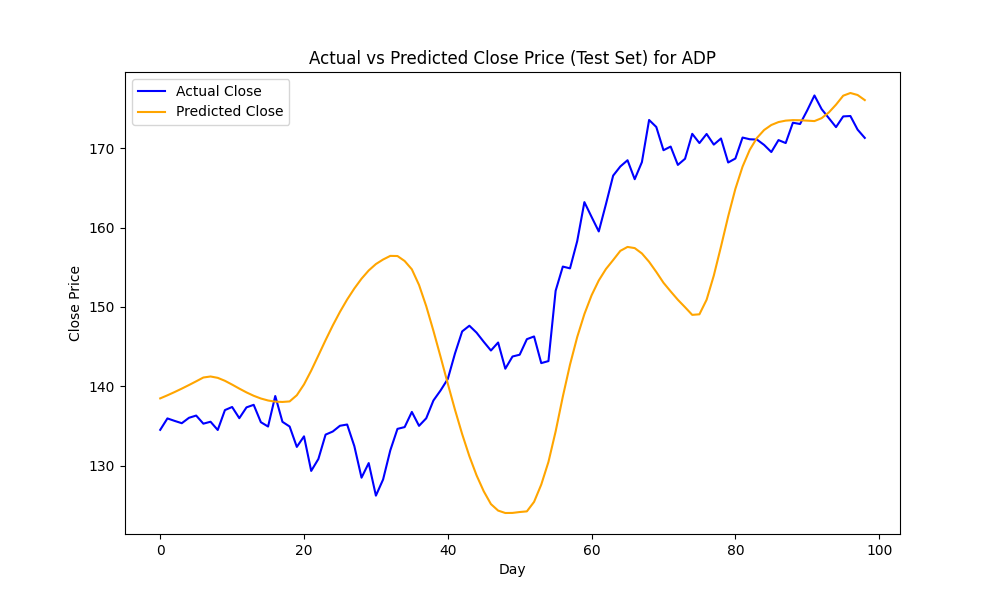 Actual vs Predicted Close Price (Test Set) for ADP
Actual Close
Predicted Close
Close Price
170
160
150
140
130
0 20 40 60 80 100
Day